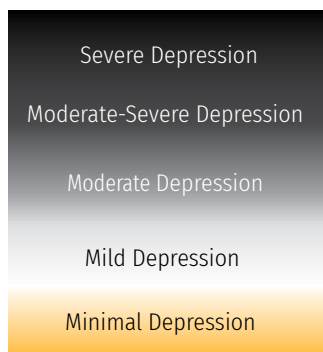 Severe Depression
Moderate-Severe Depression
Moderate Depression
Mild Depression
Minimal Depression